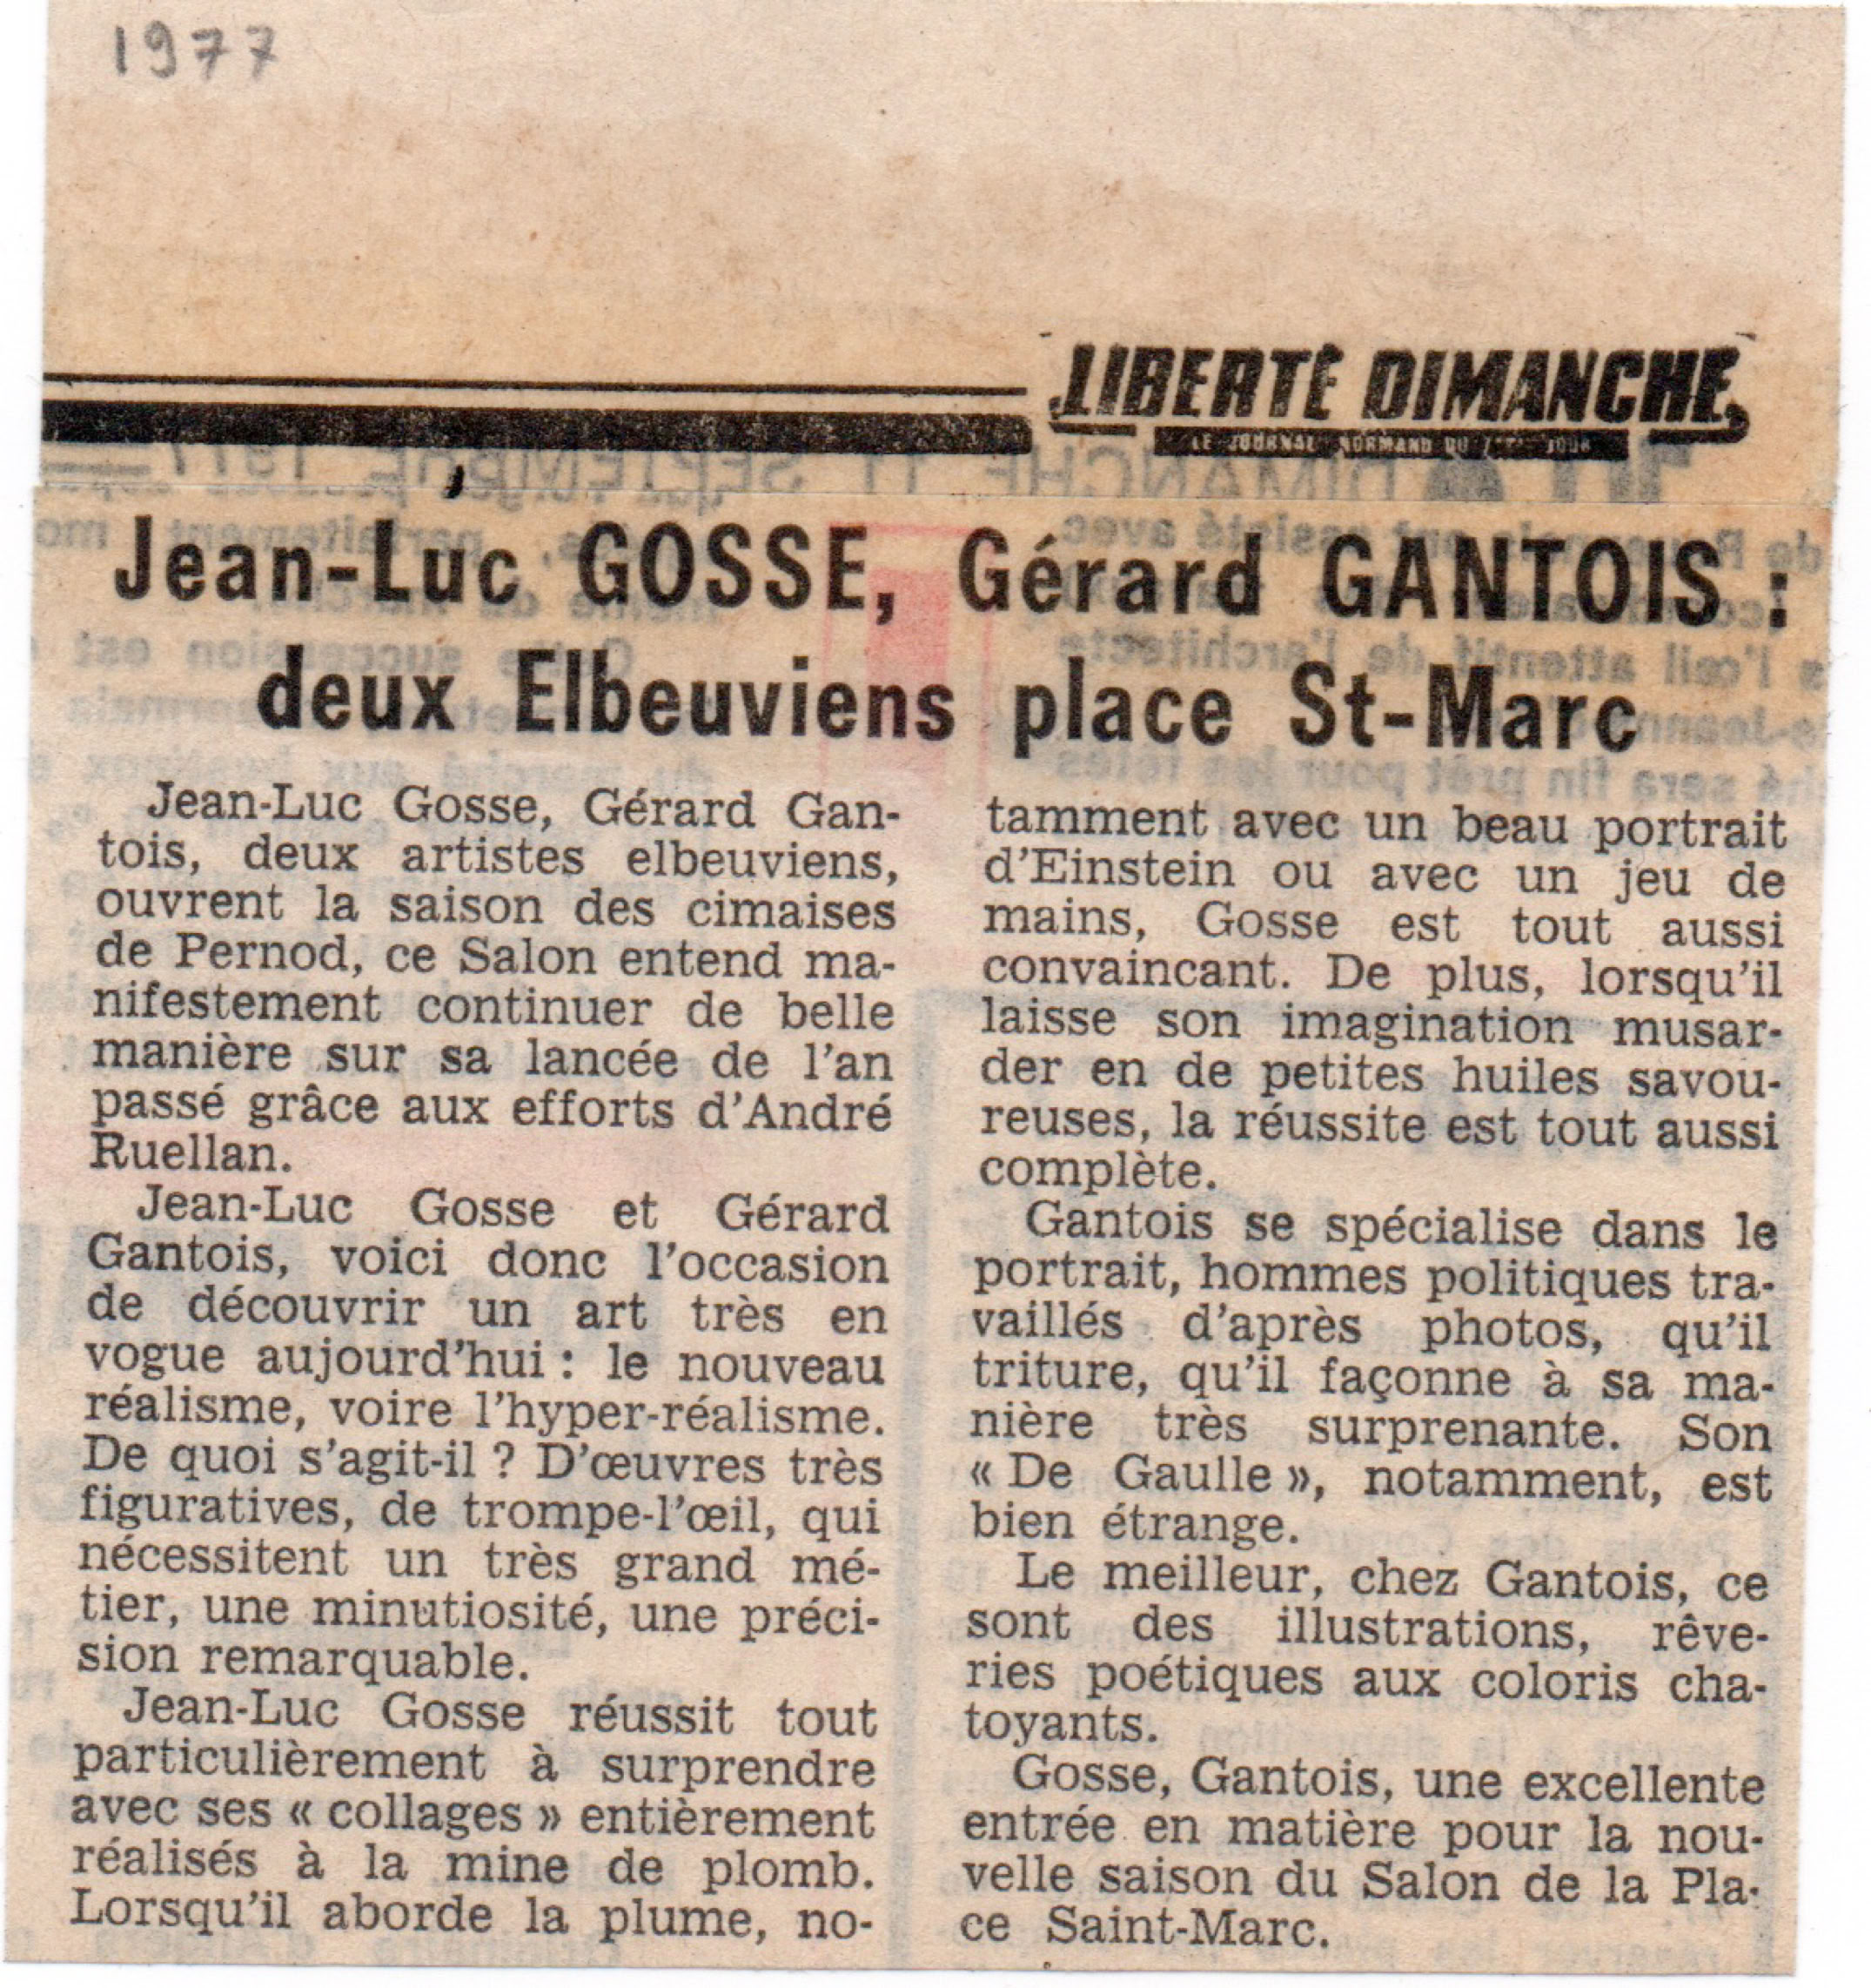 1977
LIBERTÉ DIMANCHE
LE JOURNAL NORMAND DU 7ème JOUR
DIMANCHE 11 SEPTEMBRE 1977
Jean-Luc GOSSE, Gérard GANTOIS :
deux Elbeuviens place St-Marc
Jean-Luc Gosse, Gérard Gan-
tois, deux artistes elbeuviens,
ouvrent la saison des cimaises
de Pernod, ce Salon entend ma-
nifestement continuer de belle
manière sur sa lancée de l'an
passé grâce aux efforts d'André
Ruellan.
Jean-Luc Gosse et Gérard
Gantois, voici donc l'occasion
de découvrir un art très en
vogue aujourd'hui : le nouveau
réalisme, voire l'hyper-réalisme.
De quoi s'agit-il ? D'œuvres très
figuratives, de trompe-l'œil, qui
nécessitent un très grand mé-
tier, une minutiosité, une préci-
sion remarquable.
Jean-Luc Gosse réussit tout
particulièrement à surprendre
avec ses « collages » entièrement
réalisés à la mine de plomb.
Lorsqu'il aborde la plume, no-
tamment avec un beau portrait
d'Einstein ou avec un jeu de
mains, Gosse est tout aussi
convaincant. De plus, lorsqu'il
laisse son imagination musar-
der en de petites huiles savou-
reuses, la réussite est tout aussi
complète.
Gantois se spécialise dans le
portrait, hommes politiques tra-
vaillés d'après photos, qu'il
triture, qu'il façonne à sa ma-
nière très surprenante. Son
« De Gaulle », notamment, est
bien étrange.
Le meilleur, chez Gantois, ce
sont des illustrations, rêve-
ries poétiques aux coloris cha-
toyants.
Gosse, Gantois, une excellente
entrée en matière pour la nou-
velle saison du Salon de la Pla-
ce Saint-Marc.